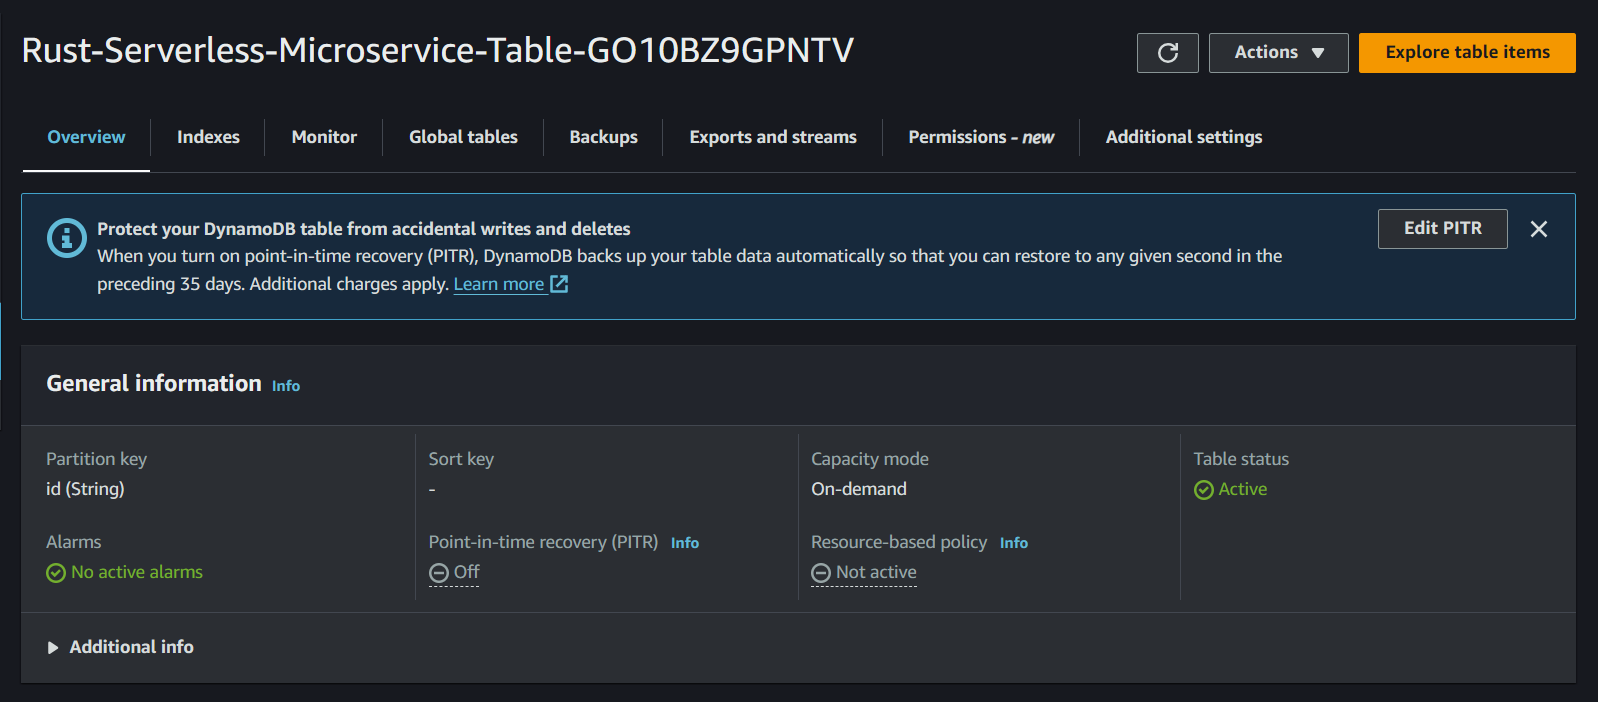 Rust-Serverless-Microservice-Table-GO10BZ9GPNTV
Actions
Explore table items
Overview
Indexes
Monitor
Global tables
Backups
Exports and streams
Permissions - new
Additional settings
Protect your DynamoDB table from accidental writes and deletes
When you turn on point-in-time recovery (PITR), DynamoDB backs up your table data automatically so that you can restore to any given second in the
preceding 35 days. Additional charges apply. Learn more
Edit PITR
General information Info
Partition key
id (String)
Sort key
-
Capacity mode
On-demand
Table status
Active
Alarms
No active alarms
Point-in-time recovery (PITR) Info
Off
Resource-based policy Info
Not active
Additional info